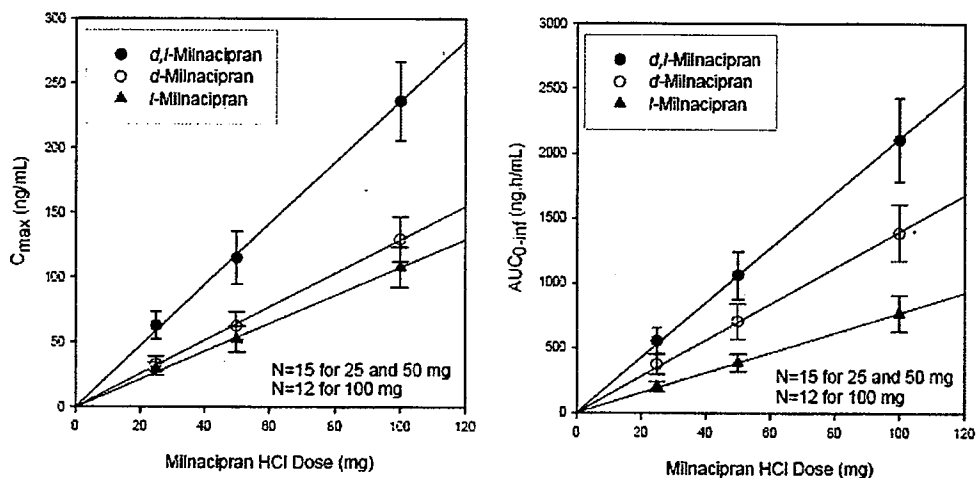 300
250
200
150
100
50
0
C max (ng/mL)
d,l-Milnacipran
d-Milnacipran
l-Milnacipran
N=15 for 25 and 50 mg
N=12 for 100 mg
0 20 40 60 80 100 120
Milnacipran HCl Dose (mg)
3000
2500
2000
1500
1000
500
0
AUC0-inf (ng.h/mL)
d,l-Milnacipran
d-Milnacipran
l-Milnacipran
N=15 for 25 and 50 mg
N=12 for 100 mg
0 20 40 60 80 100 120
Milnacipran HCl Dose (mg)